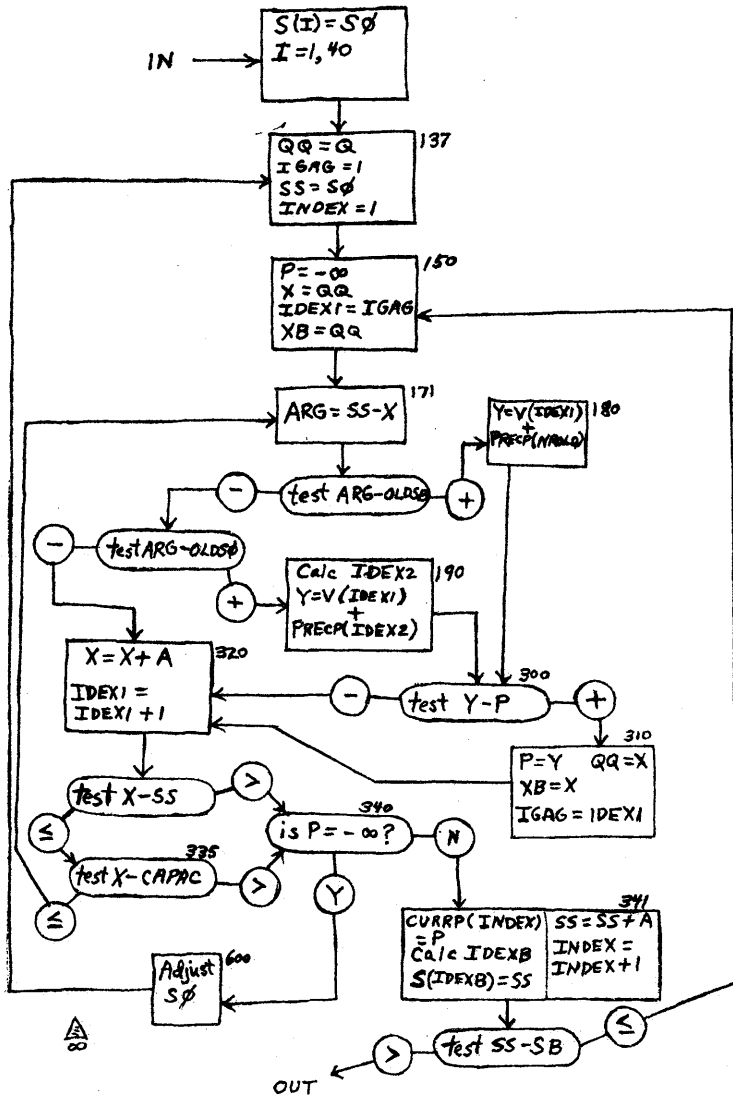 S(I) = SØ
I = 1, 40
IN
137
QQ = Q
IGAG = 1
SS = SØ
INDEX = 1
150
P = -∞
X = QQ
IDEX1 = IGAG
XB = QQ
171
ARG = SS-X
180
Y=V(IDEX1)
+
PRECP(NROLQ)
-
test ARG-OLDSB
+
-
test ARG-OLDSØ
+
190
Calc IDEX2
Y=V(IDEX1)
+
PRECP(IDEX2)
320
X = X + A
IDEX1 =
IDEX1 + 1
300
-
test Y-P
+
310
P=Y QQ=X
XB = X
IGAG = IDEX1
test X-SS
>
≤
340
is P = -∞?
N
335
test X-CAPAC
>
≤
Y
341
CURRP(INDEX)
= P
Calc IDEXB
S(IDEXB) = SS
SS = SS + A
INDEX =
INDEX + 1
600
Adjust
SØ
∞
test SS-SB
≤
>
OUT